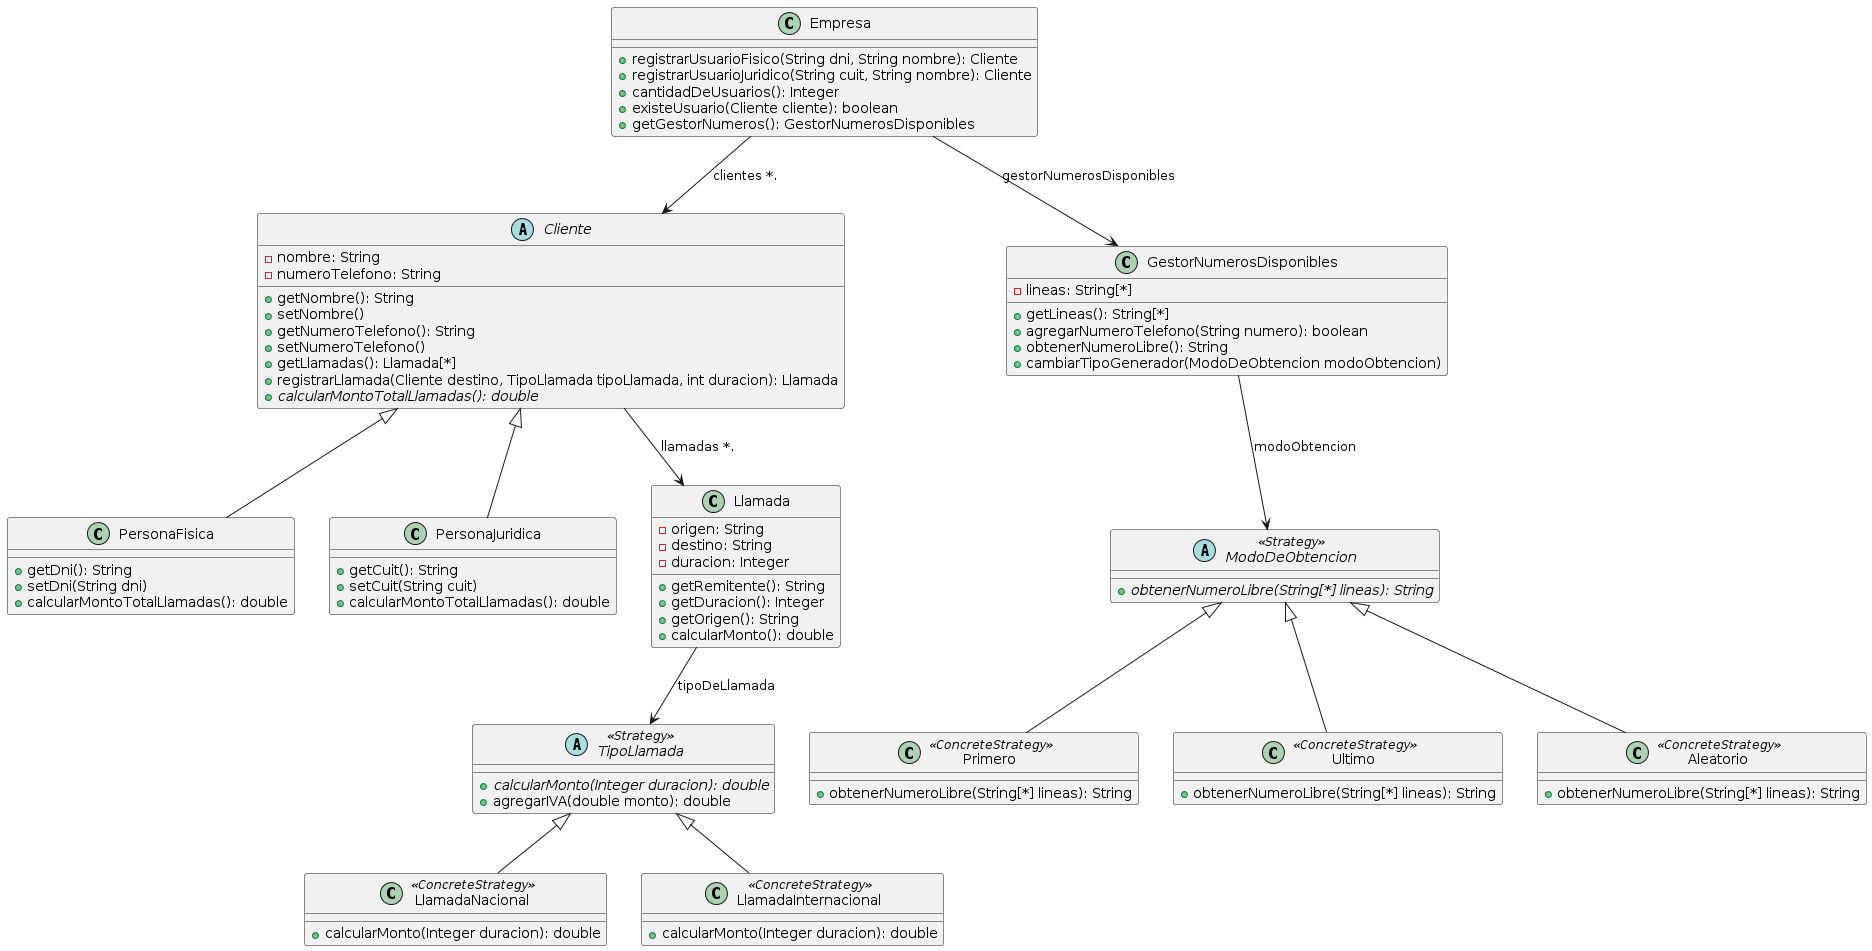 C Empresa
registrarUsuarioFisico(String dni, String nombre): Cliente
registrarUsuarioJuridico(String cuit, String nombre): Cliente
cantidadDeUsuarios(): Integer
existeUsuario(Cliente cliente): boolean
getGestorNumeros(): GestorNumerosDisponibles
clientes *.
gestorNumerosDisponibles
A Cliente
nombre: String
numeroTelefono: String
getNombre(): String
setNombre()
getNumeroTelefono(): String
setNumeroTelefono()
getLlamadas(): Llamada[*]
registrarLlamada(Cliente destino, TipoLlamada tipoLlamada, int duracion): Llamada
calcularMontoTotalLlamadas(): double
C GestorNumerosDisponibles
lineas: String[*]
getLineas(): String[*]
agregarNumeroTelefono(String numero): boolean
obtenerNumeroLibre(): String
cambiarTipoGenerador(ModoDeObtencion modoObtencion)
llamadas *.
modoObtencion
C PersonaFisica
getDni(): String
setDni(String dni)
calcularMontoTotalLlamadas(): double
C PersonaJuridica
getCuit(): String
setCuit(String cuit)
calcularMontoTotalLlamadas(): double
C Llamada
origen: String
destino: String
duracion: Integer
getRemitente(): String
getDuracion(): Integer
getOrigen(): String
calcularMonto(): double
«Strategy»
A ModoDeObtencion
obtenerNumeroLibre(String[*] lineas): String
tipoDeLlamada
«Strategy»
A TipoLlamada
calcularMonto(Integer duracion): double
agregarIVA(double monto): double
«ConcreteStrategy»
C Primero
obtenerNumeroLibre(String[*] lineas): String
«ConcreteStrategy»
C Ultimo
obtenerNumeroLibre(String[*] lineas): String
«ConcreteStrategy»
C Aleatorio
obtenerNumeroLibre(String[*] lineas): String
«ConcreteStrategy»
C LlamadaNacional
calcularMonto(Integer duracion): double
«ConcreteStrategy»
C LlamadaInternacional
calcularMonto(Integer duracion): double